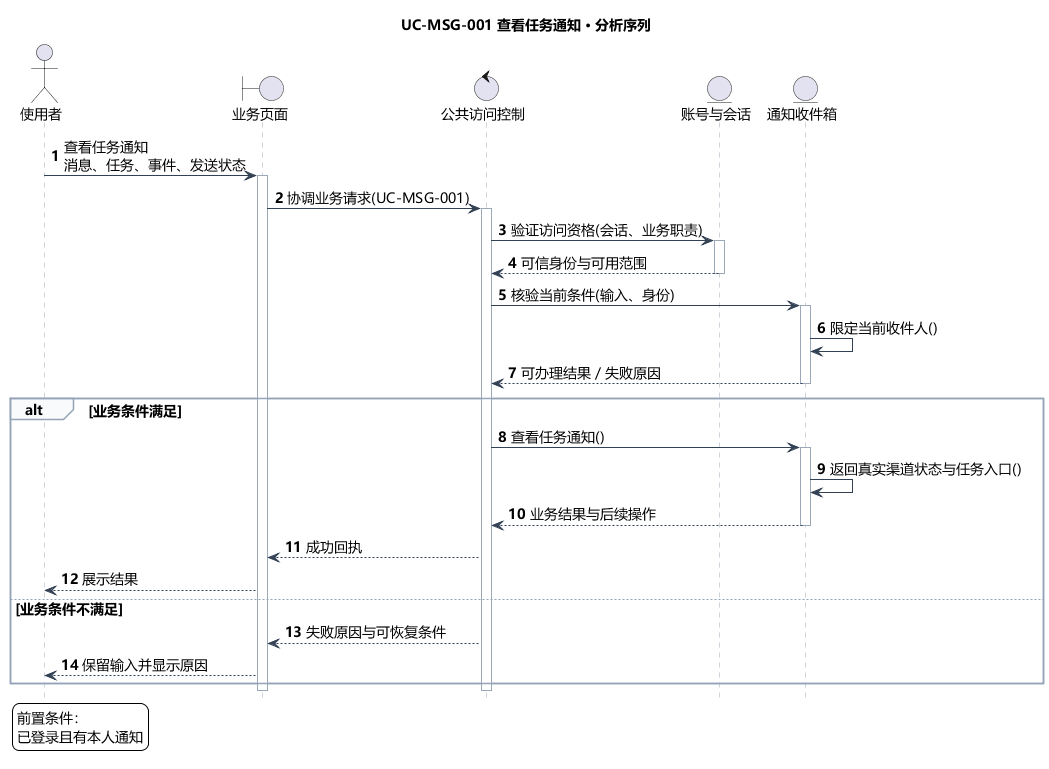 UC-MSG-001 查看任务通知・分析序列
使用者
业务页面
公共访问控制
账号与会话
通知收件箱
1 查看任务通知
消息、任务、事件、发送状态
2 协调业务请求(UC-MSG-001)
3 验证访问资格(会话、业务职责)
4 可信身份与可用范围
5 核验当前条件(输入、身份)
6 限定当前收件人()
7 可办理结果 / 失败原因
alt [业务条件满足]
8 查看任务通知()
9 返回真实渠道状态与任务入口()
10 业务结果与后续操作
11 成功回执
12 展示结果
[业务条件不满足]
13 失败原因与可恢复条件
14 保留输入并显示原因
前置条件：
已登录且有本人通知